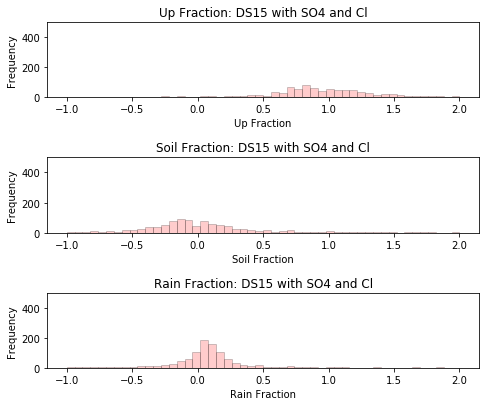 Up Fraction: DS15 with SO4 and Cl
400
200
0
Frequency
−1.0 −0.5 0.0 0.5 1.0 1.5 2.0
Up Fraction
Soil Fraction: DS15 with SO4 and Cl
400
200
0
Frequency
−1.0 −0.5 0.0 0.5 1.0 1.5 2.0
Soil Fraction
Rain Fraction: DS15 with SO4 and Cl
400
200
0
Frequency
−1.0 −0.5 0.0 0.5 1.0 1.5 2.0
Rain Fraction